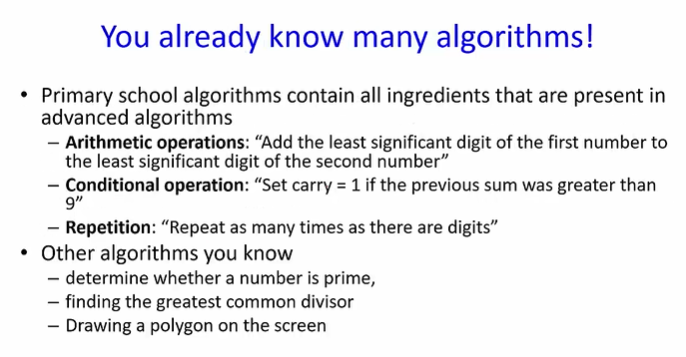 You already know many algorithms!
• Primary school algorithms contain all ingredients that are present in
advanced algorithms
– Arithmetic operations: “Add the least significant digit of the first number to
the least significant digit of the second number”
– Conditional operation: “Set carry = 1 if the previous sum was greater than
9”
– Repetition: “Repeat as many times as there are digits”
• Other algorithms you know
– determine whether a number is prime,
– finding the greatest common divisor
– Drawing a polygon on the screen